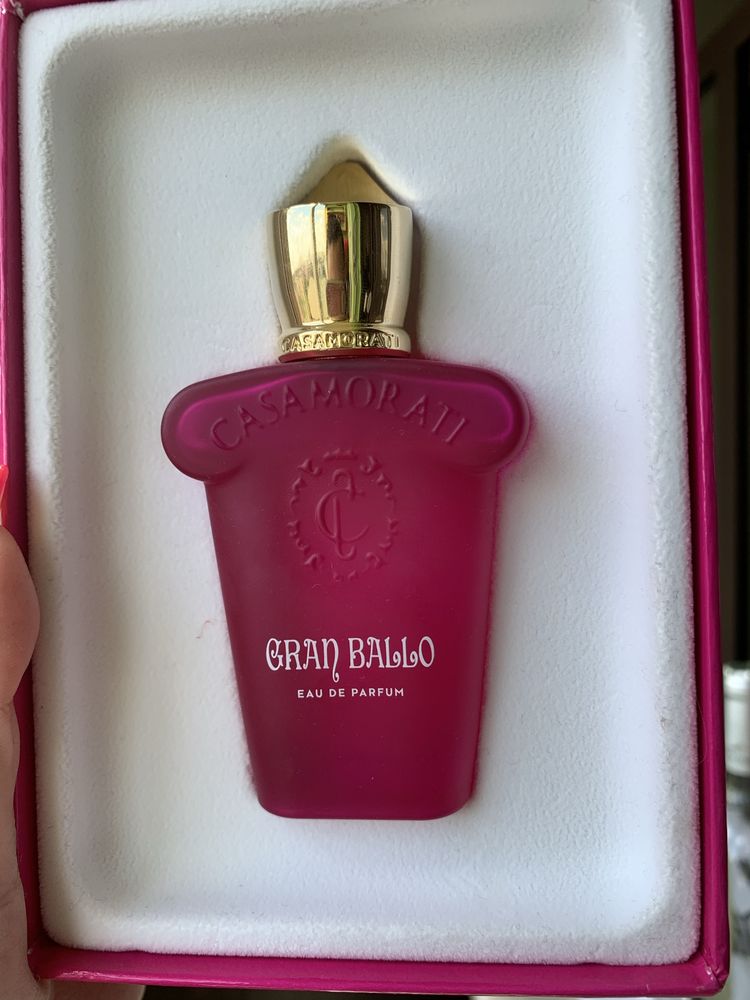 CASAMORATI
CASAMORATI
GRAN BALLO
EAU DE PARFUM